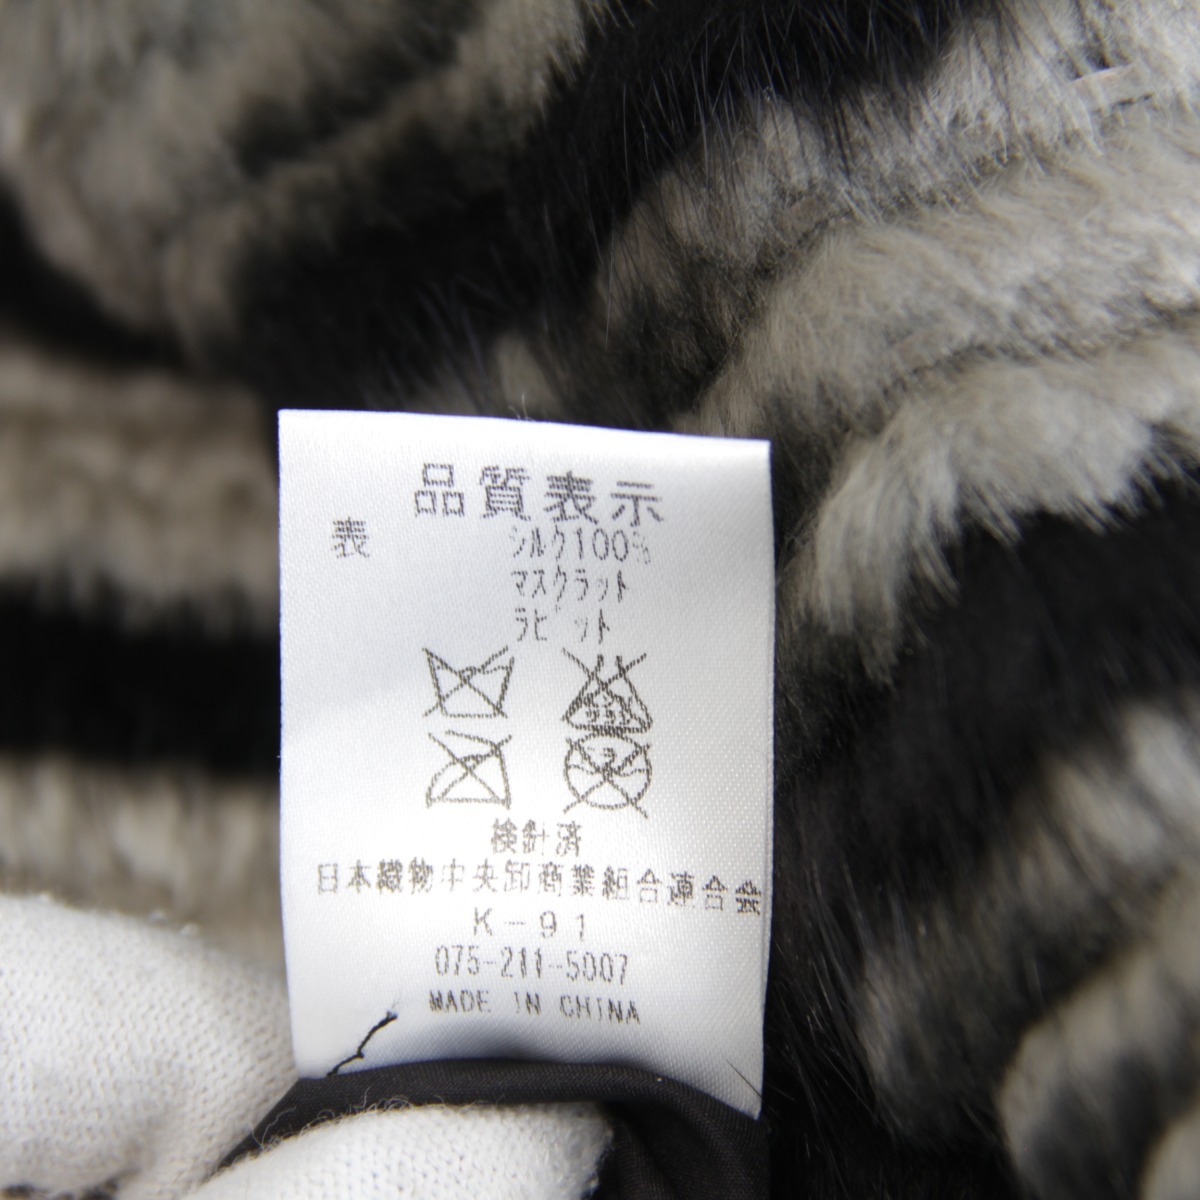 品質表示
表 シルク100%
マスクラット
ラビット
検針済
日本織物中央卸商業組合連合会
K-91
075-211-5007
MADE IN CHINA